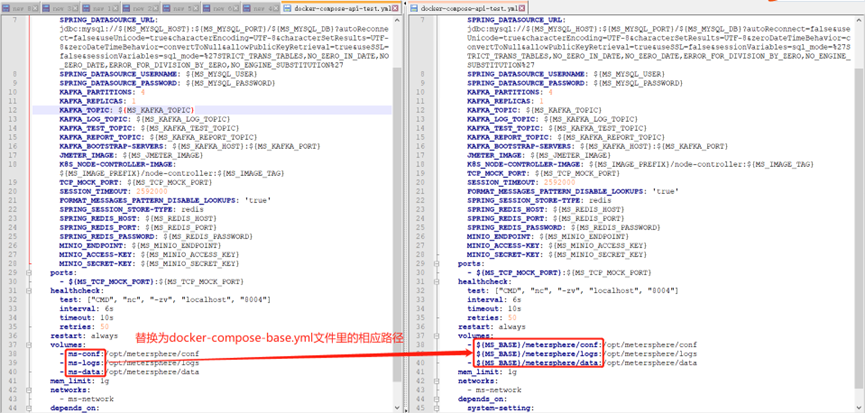 docker-compose-api-test.yml
7 SPRING_DATASOURCE_URL:
jdbc:mysql://${MS_MYSQL_HOST}:${MS_MYSQL_PORT}/${MS_MYSQL_DB}?autoReconn
ect=false&useUnicode=true&characterEncoding=UTF-8&characterSetResults=UTF-
8&zeroDateTimeBehavior=convertToNull&allowPublicKeyRetrieval=true&useSSL=
false&sessionVariables=sql_mode=%27STRICT_TRANS_TABLES,NO_ZERO_IN_DATE,NO
_ZERO_DATE,ERROR_FOR_DIVISION_BY_ZERO,NO_ENGINE_SUBSTITUTION%27
8 SPRING_DATASOURCE_USERNAME: ${MS_MYSQL_USER}
9 SPRING_DATASOURCE_PASSWORD: ${MS_MYSQL_PASSWORD}
10 KAFKA_PARTITIONS: 4
11 KAFKA_REPLICAS: 1
12 KAFKA_TOPIC: ${MS_KAFKA_TOPIC}
13 KAFKA_LOG_TOPIC: ${MS_KAFKA_LOG_TOPIC}
14 KAFKA_TEST_TOPIC: ${MS_KAFKA_TEST_TOPIC}
15 KAFKA_REPORT_TOPIC: ${MS_KAFKA_REPORT_TOPIC}
16 KAFKA_BOOTSTRAP-SERVERS: ${MS_KAFKA_HOST}:${MS_KAFKA_PORT}
17 JMETER_IMAGE: ${MS_JMETER_IMAGE}
18 K8S_NODE-CONTROLLER-IMAGE:
${MS_IMAGE_PREFIX}/node-controller:${MS_IMAGE_TAG}
19 TCP_MOCK_PORT: ${MS_TCP_MOCK_PORT}
20 SESSION_TIMEOUT: 2592000
21 FORMAT_MESSAGES_PATTERN_DISABLE_LOOKUPS: 'true'
22 SPRING_SESSION_STORE-TYPE: redis
23 SPRING_REDIS_HOST: ${MS_REDIS_HOST}
24 SPRING_REDIS_PORT: ${MS_REDIS_PORT}
25 SPRING_REDIS_PASSWORD: ${MS_REDIS_PASSWORD}
26 MINIO_ENDPOINT: ${MS_MINIO_ENDPOINT}
27 MINIO_ACCESS-KEY: ${MS_MINIO_ACCESS_KEY}
28 MINIO_SECRET-KEY: ${MS_MINIO_SECRET_KEY}
29 ports:
30 - ${MS_TCP_MOCK_PORT}:${MS_TCP_MOCK_PORT}
31 healthcheck:
32 test: ["CMD", "nc", "-zv", "localhost", "8004"]
33 interval: 6s
34 timeout: 10s
35 retries: 50
36 restart: always
37 volumes:
38 - ms-conf:/opt/metersphere/conf
39 - ms-logs:/opt/metersphere/logs
40 - ms-data:/opt/metersphere/data
41 mem_limit: 1g
42 networks:
43 - ms-network
44 depends_on:
替换为docker-compose-base.yml文件里的相应路径
docker-compose-api-test.yml
7 SPRING_DATASOURCE_URL:
jdbc:mysql://${MS_MYSQL_HOST}:${MS_MYSQL_PORT}/${MS_MYSQL_DB}?autoReconnect=false&use
Unicode=true&characterEncoding=UTF-8&characterSetResults=UTF-8&zeroDateTimeBehavior=c
onvertToNull&allowPublicKeyRetrieval=true&useSSL=false&sessionVariables=sql_mode=%27S
TRICT_TRANS_TABLES,NO_ZERO_IN_DATE,NO_ZERO_DATE,ERROR_FOR_DIVISION_BY_ZERO,NO_ENGINE_
SUBSTITUTION%27
8 SPRING_DATASOURCE_USERNAME: ${MS_MYSQL_USER}
9 SPRING_DATASOURCE_PASSWORD: ${MS_MYSQL_PASSWORD}
10 KAFKA_PARTITIONS: 4
11 KAFKA_REPLICAS: 1
12 KAFKA_TOPIC: ${MS_KAFKA_TOPIC}
13 KAFKA_LOG_TOPIC: ${MS_KAFKA_LOG_TOPIC}
14 KAFKA_TEST_TOPIC: ${MS_KAFKA_TEST_TOPIC}
15 KAFKA_REPORT_TOPIC: ${MS_KAFKA_REPORT_TOPIC}
16 KAFKA_BOOTSTRAP-SERVERS: ${MS_KAFKA_HOST}:${MS_KAFKA_PORT}
17 JMETER_IMAGE: ${MS_JMETER_IMAGE}
18 K8S_NODE-CONTROLLER-IMAGE: ${MS_IMAGE_PREFIX}/node-controller:${MS_IMAGE_TAG}
19 TCP_MOCK_PORT: ${MS_TCP_MOCK_PORT}
20 SESSION_TIMEOUT: 2592000
21 FORMAT_MESSAGES_PATTERN_DISABLE_LOOKUPS: 'true'
22 SPRING_SESSION_STORE-TYPE: redis
23 SPRING_REDIS_HOST: ${MS_REDIS_HOST}
24 SPRING_REDIS_PORT: ${MS_REDIS_PORT}
25 SPRING_REDIS_PASSWORD: ${MS_REDIS_PASSWORD}
26 MINIO_ENDPOINT: ${MS_MINIO_ENDPOINT}
27 MINIO_ACCESS-KEY: ${MS_MINIO_ACCESS_KEY}
28 MINIO_SECRET-KEY: ${MS_MINIO_SECRET_KEY}
29 ports:
30 - ${MS_TCP_MOCK_PORT}:${MS_TCP_MOCK_PORT}
31 healthcheck:
32 test: ["CMD", "nc", "-zv", "localhost", "8004"]
33 interval: 6s
34 timeout: 10s
35 retries: 50
36 restart: always
37 volumes:
38 - ${MS_BASE}/metersphere/conf:/opt/metersphere/conf
39 - ${MS_BASE}/metersphere/logs:/opt/metersphere/logs
40 - ${MS_BASE}/metersphere/data:/opt/metersphere/data
41 mem_limit: 1g
42 networks:
43 - ms-network
44 depends_on:
45 system-setting: